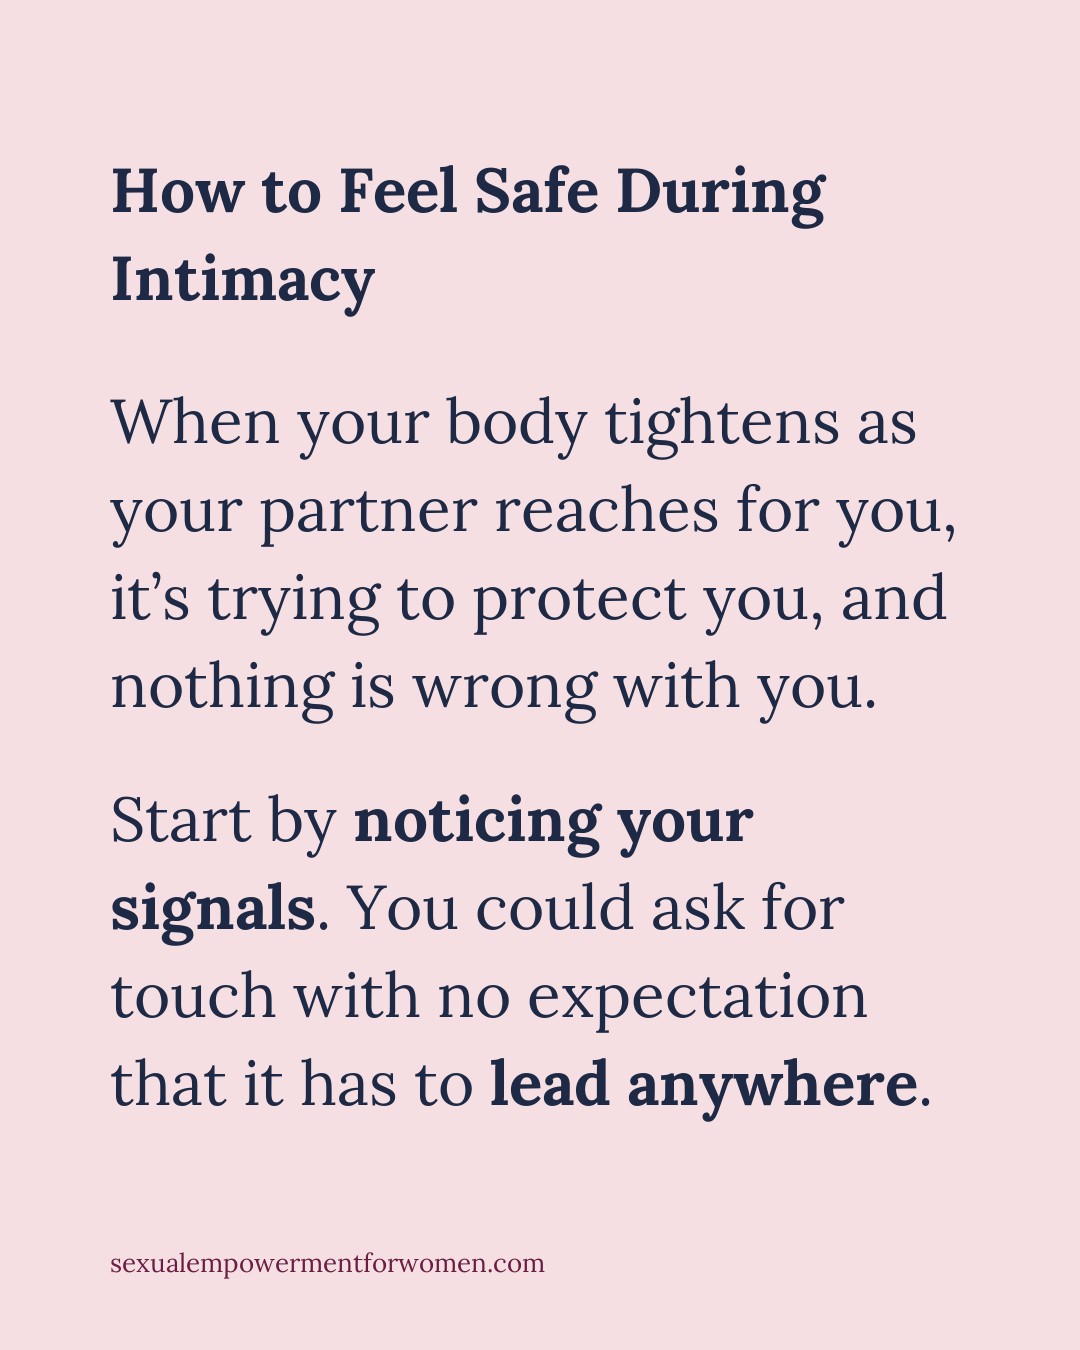 How to Feel Safe During
Intimacy
When your body tightens as
your partner reaches for you,
it’s trying to protect you, and
nothing is wrong with you.
Start by noticing your
signals. You could ask for
touch with no expectation
that it has to lead anywhere.
sexualempowermentforwomen.com